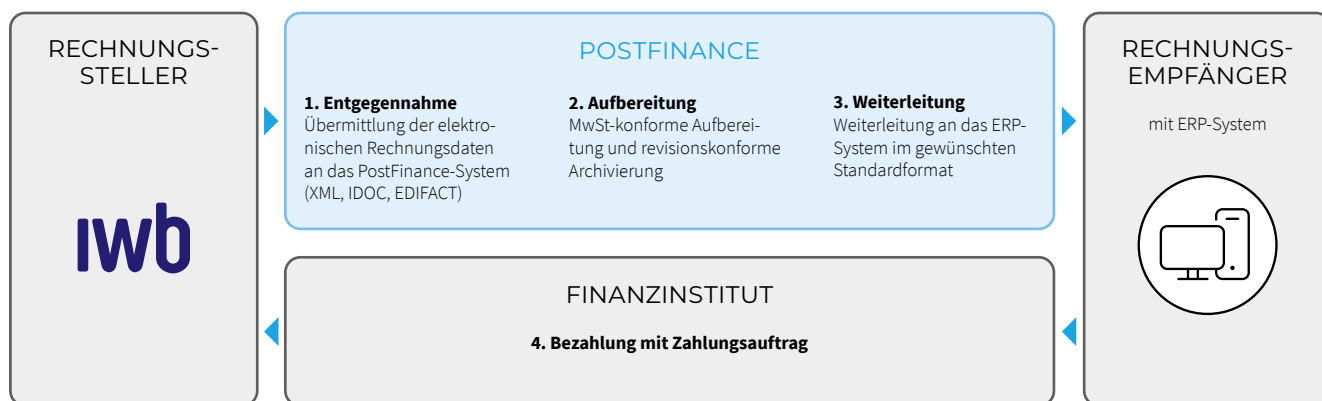 RECHNUNGS-
STELLER
iwb
POSTFINANCE
1. Entgegennahme
Übermittlung der elektro-
nischen Rechnungsdaten
an das PostFinance-System
(XML, IDOC, EDIFACT)
2. Aufbereitung
MwSt-konforme Aufberei-
tung und revisionskonforme
Archivierung
3. Weiterleitung
Weiterleitung an das ERP-
System im gewünschten
Standardformat
RECHNUNGS-
EMPFÄNGER
mit ERP-System
FINANZINSTITUT
4. Bezahlung mit Zahlungsauftrag